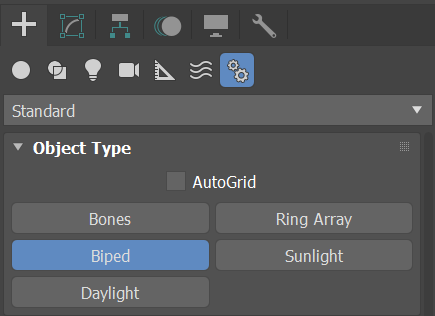 Standard
Object Type
AutoGrid
Bones
Ring Array
Biped
Sunlight
Daylight